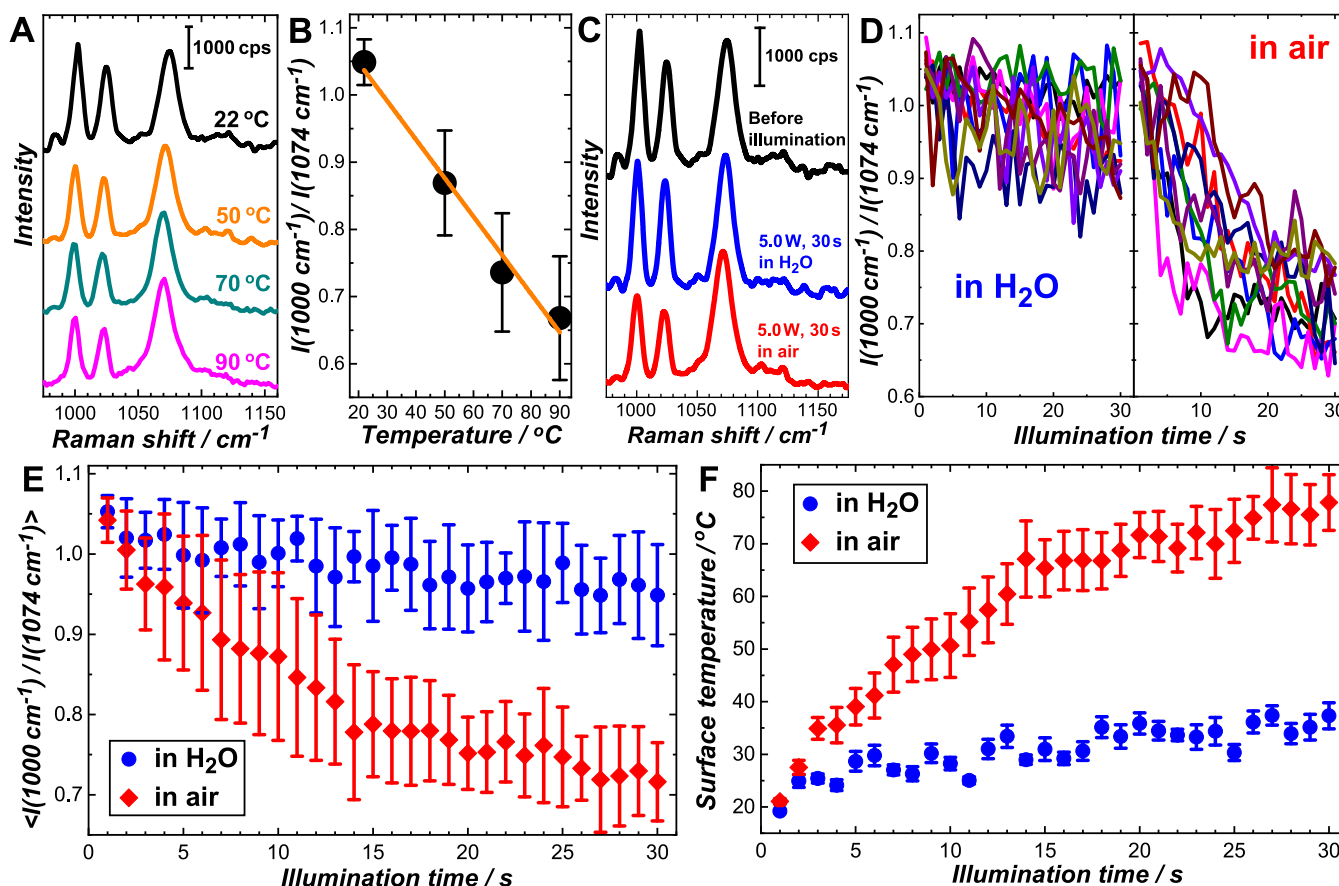 A
1000 cps
22 °C
50 °C
70 °C
90 °C
Intensity
1000 1050 1100 1150
Raman shift / cm⁻¹
B
1.1
1.0
0.9
0.8
0.7
0.6
I(1000 cm⁻¹) / I(1074 cm⁻¹)
20 30 40 50 60 70 80 90
Temperature / °C
C
1000 cps
Before
illumination
5.0 W, 30 s
in H₂O
5.0 W, 30 s
in air
Intensity
1000 1050 1100 1150
Raman shift / cm⁻¹
D
in air
in H₂O
1.1
1.0
0.9
0.8
0.7
0.6
I(1000 cm⁻¹) / I(1074 cm⁻¹)
0 10 20 30 10 20 30
Illumination time / s
E
in H₂O
in air
1.1
1.0
0.9
0.8
0.7
<I(1000 cm⁻¹) / I(1074 cm⁻¹)>
0 5 10 15 20 25 30
Illumination time / s
F
in H₂O
in air
80
70
60
50
40
30
20
Surface temperature / °C
0 5 10 15 20 25 30
Illumination time / s